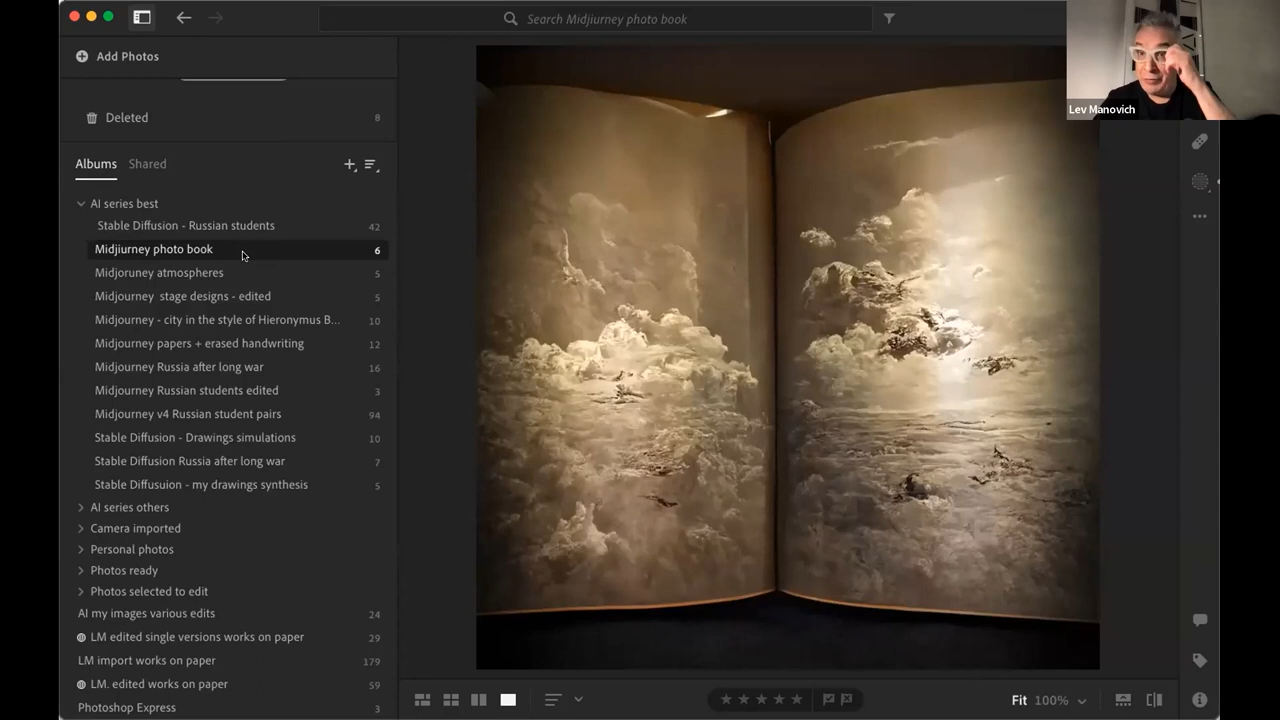 Search Midjiurney photo book
Add Photos
Lev Manovich
Deleted 8
Albums Shared
AI series best
Stable Diffusion - Russian students 42
Midjiurney photo book 6
Midjoruney atmospheres 5
Midjourney stage designs - edited 5
Midjourney - city in the style of Hieronymus B... 10
Midjourney papers + erased handwriting 12
Midjourney Russia after long war 16
Midjourney Russian students edited 3
Midjourney v4 Russian student pairs 94
Stable Diffusion - Drawings simulations 10
Stable Diffusion Russia after long war 7
Stable Diffusuion - my drawings synthesis 5
AI series others
Camera imported
Personal photos
Photos ready
Photos selected to edit
AI my images various edits 24
LM edited single versions works on paper 29
LM import works on paper 179
LM. edited works on paper 59
Photoshop Express 3
Fit 100%